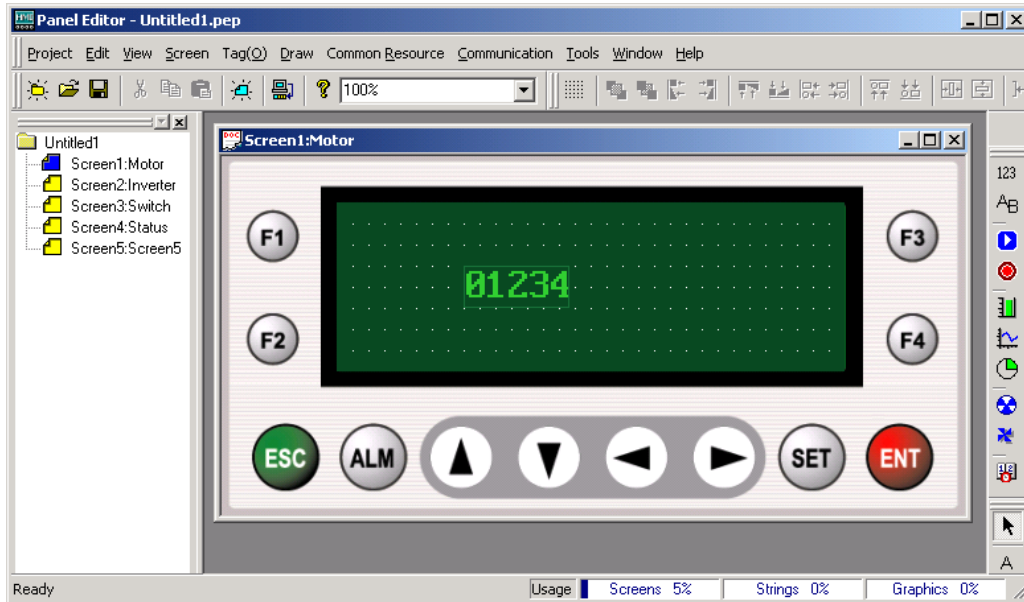 HMI Panel Editor - Untitled1.pep
Project Edit View Screen Tag(O) Draw Common Resource Communication Tools Window Help
100%
Untitled1
Screen1:Motor
Screen2:Inverter
Screen3:Switch
Screen4:Status
Screen5:Screen5
DOC Screen1:Motor
F1
F3
01234
F2
F4
ESC ALM SET ENT
123
AB
A
Ready Usage Screens 5% Strings 0% Graphics 0%